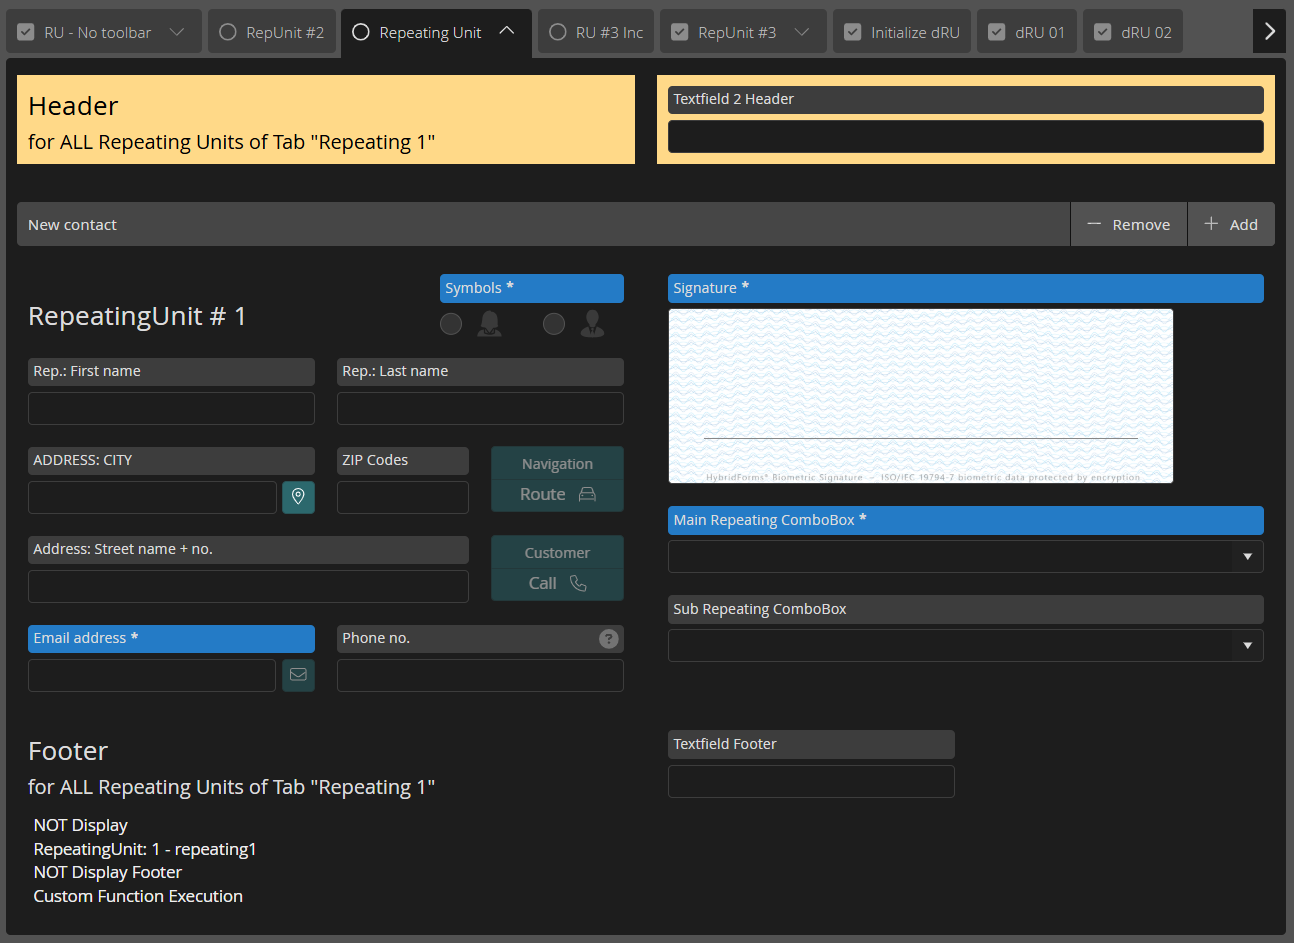 RU - No toolbar
RepUnit #2
Repeating Unit
RU #3 Inc
RepUnit #3
Initialize dRU
dRU 01
dRU 02
Header
for ALL Repeating Units of Tab "Repeating 1"
Textfield 2 Header
New contact
Remove
Add
RepeatingUnit # 1
Symbols *
Signature *
Rep.: First name
Rep.: Last name
HybridForms® Biometric Signature - ISO/IEC 19794-7 biometric data protected by encryption
ADDRESS: CITY
ZIP Codes
Navigation
Route
Main Repeating ComboBox *
Address: Street name + no.
Customer
Call
Sub Repeating ComboBox
Email address *
Phone no.
?
Footer
for ALL Repeating Units of Tab "Repeating 1"
Textfield Footer
NOT Display
RepeatingUnit: 1 - repeating1
NOT Display Footer
Custom Function Execution